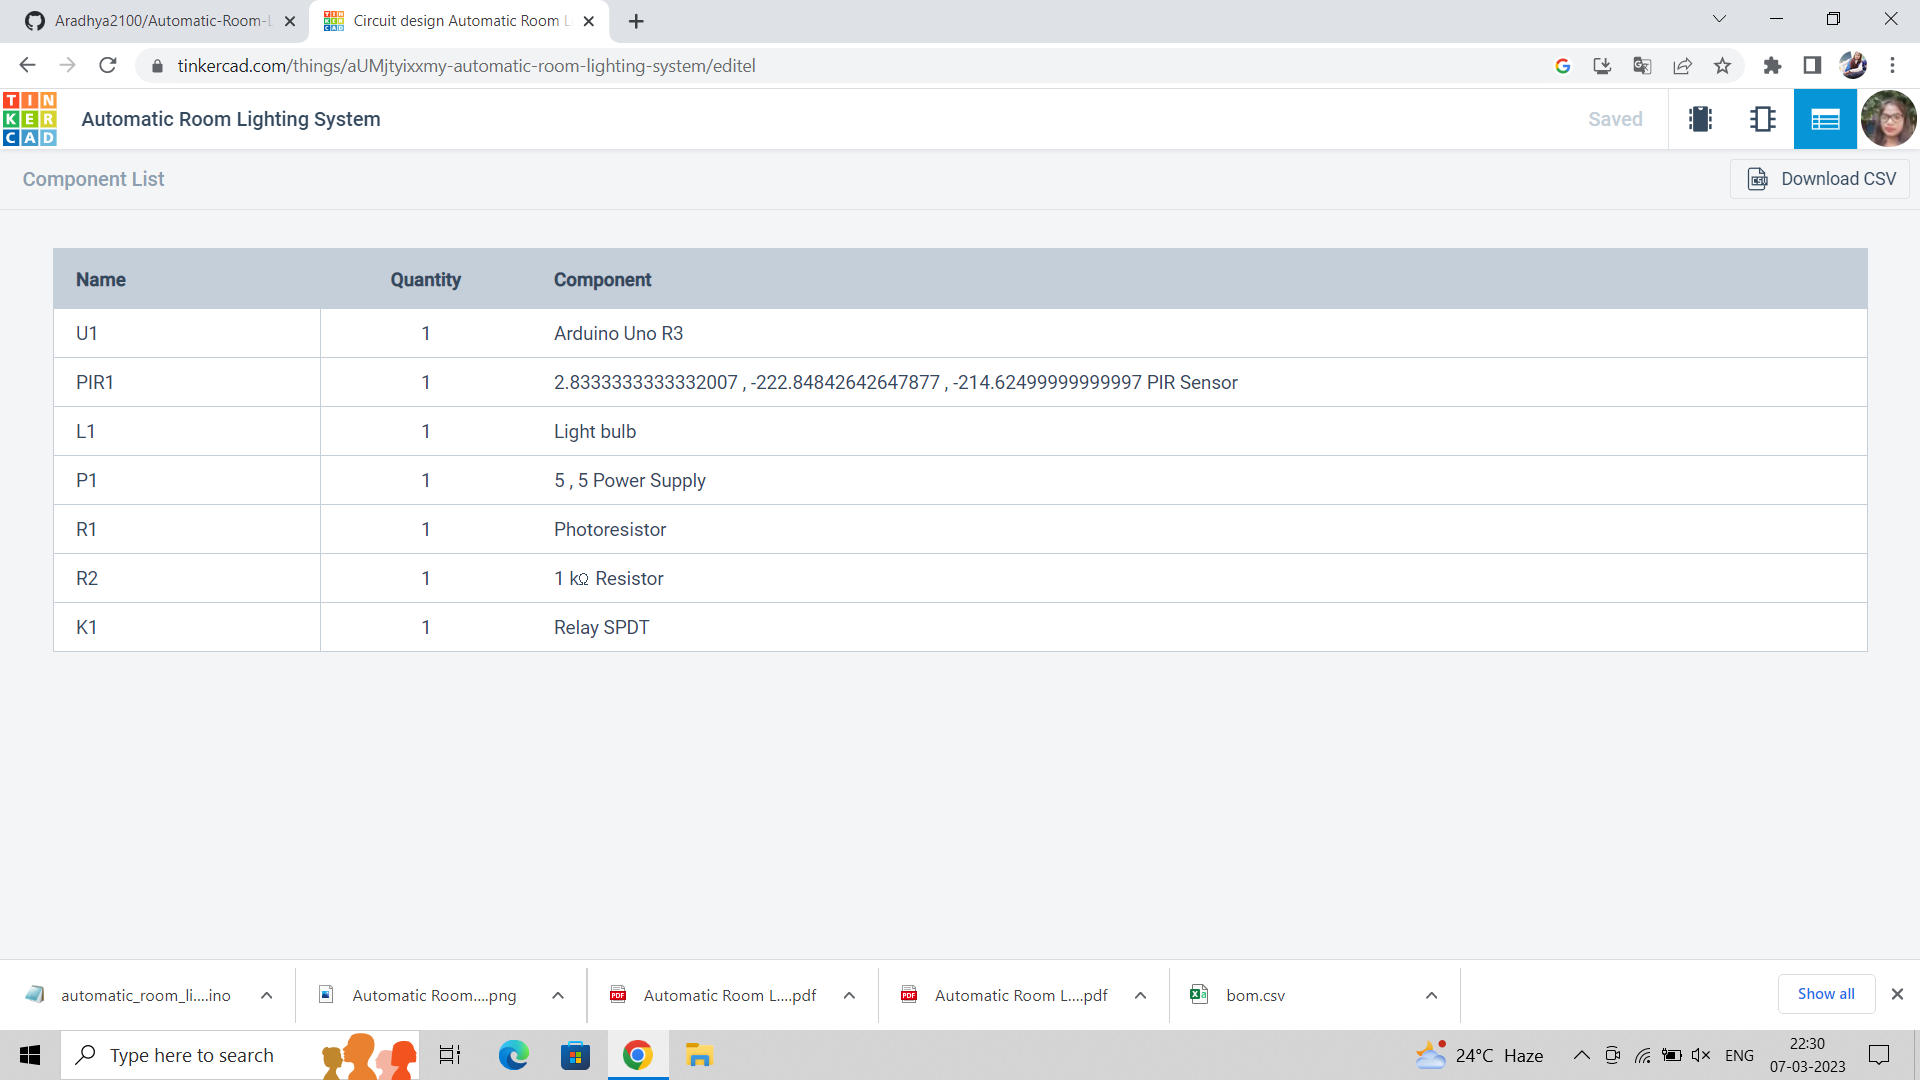 Aradhya2100/Automatic-Room-L
Circuit design Automatic Room L
tinkercad.com/things/aUMjtyixxmy-automatic-room-lighting-system/editel
TIN
KER
CAD
Automatic Room Lighting System
Saved
Component List
Download CSV
Name Quantity Component
U1 1 Arduino Uno R3
PIR1 1 2.8333333333332007 , -222.84842642647877 , -214.62499999999997 PIR Sensor
L1 1 Light bulb
P1 1 5 , 5 Power Supply
R1 1 Photoresistor
R2 1 1 kΩ Resistor
K1 1 Relay SPDT
automatic_room_li....ino
Automatic Room....png
Automatic Room L....pdf
Automatic Room L....pdf
bom.csv
Show all
Type here to search
24°C Haze
ENG
22:30
07-03-2023